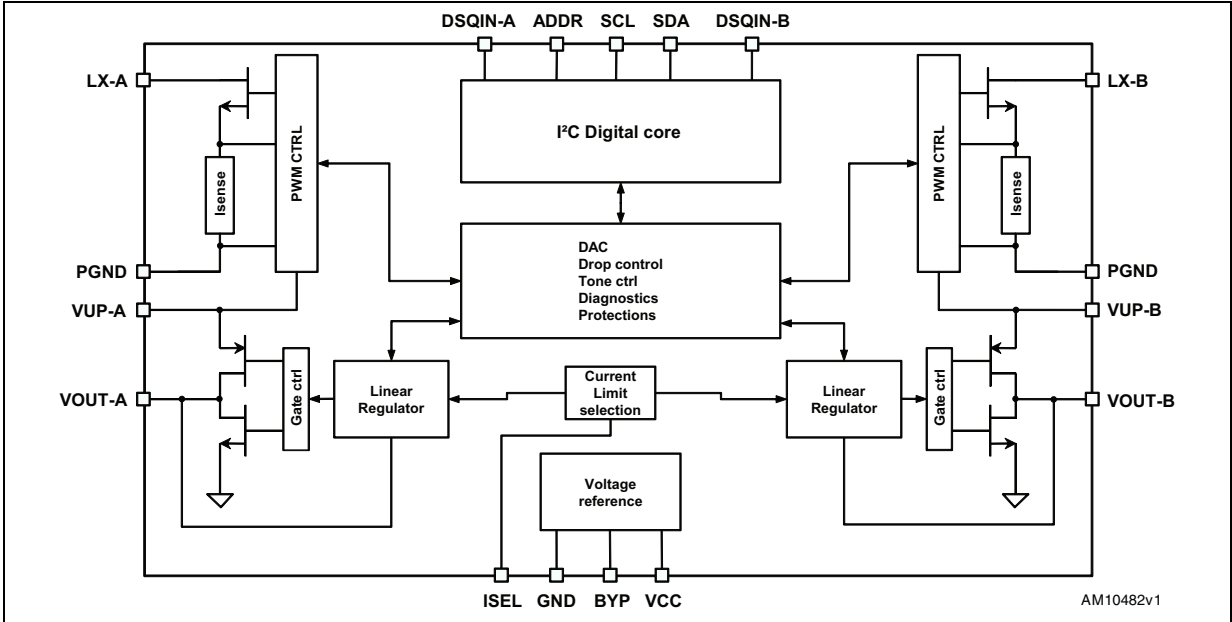 DSQIN-A ADDR SCL SDA DSQIN-B
LX-A
LX-B
I²C Digital core
PWM CTRL
PWM CTRL
Isense
Isense
DAC
Drop control
Tone ctrl
Diagnostics
Protections
PGND
PGND
VUP-A
VUP-B
Gate ctrl
Linear
Regulator
Current
Limit
selection
Linear
Regulator
Gate ctrl
VOUT-A
VOUT-B
Voltage
reference
ISEL GND BYP VCC
AM10482v1